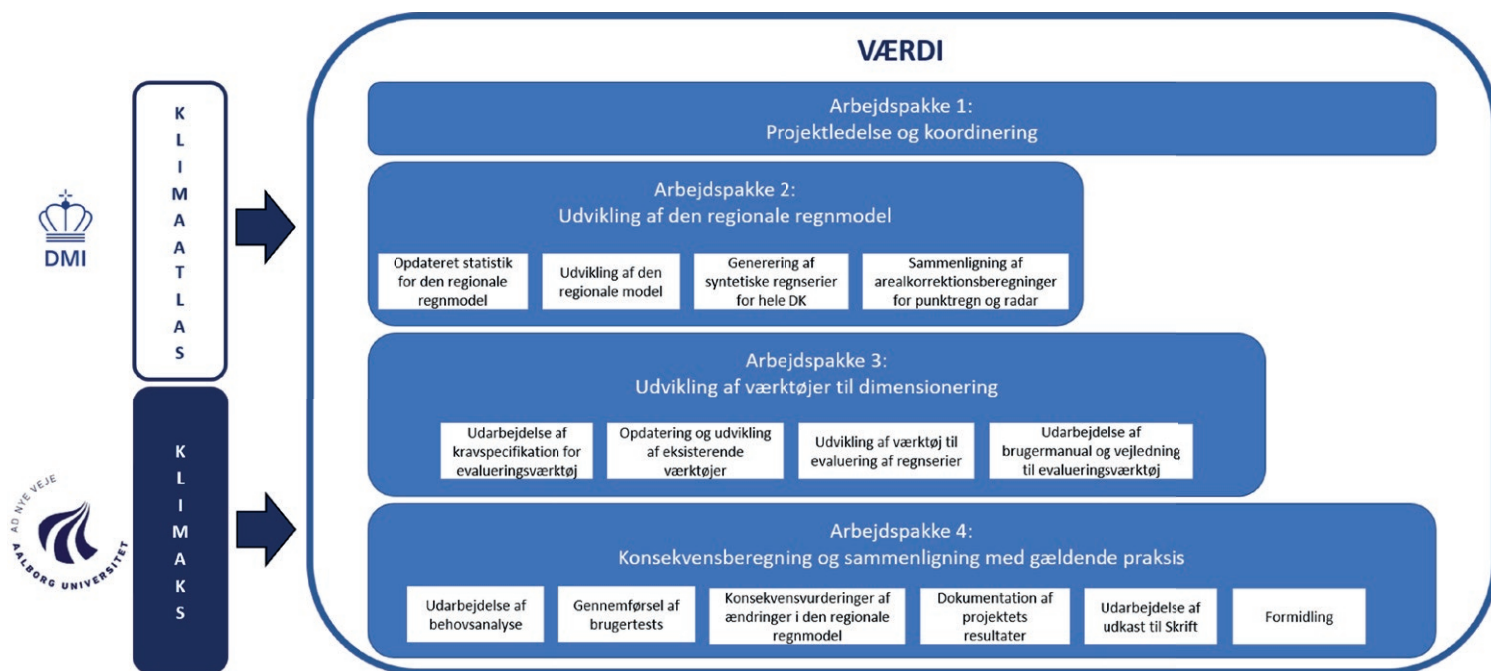 VÆRDI
KLIMAATLAS
DMI
Arbejdspakke 1:
Projektledelse og koordinering
Arbejdspakke 2:
Udvikling af den regionale regnmodel
Opdateret statistik
for den regionale
regnmodel
Udvikling af den
regionale model
Generering af
syntetiske regnserier
for hele DK
Sammenligning af
arealkorrektionsberegninger
for punktregn og radar
Arbejdspakke 3:
Udvikling af værktøjer til dimensionering
Udarbejdelse af
kravspecifikation for
evalueringsværktøj
Opdatering og udvikling
af eksisterende
værktøjer
Udvikling af værktøj til
evaluering af regnserier
Udarbejdelse af
brugermanual og vejledning
til evalueringsværktøj
KLIMAKS
AD NYE VEJE
AALBORG UNIVERSITET
Arbejdspakke 4:
Konsekvensberegning og sammenligning med gældende praksis
Udarbejdelse af
behovsanalyse
Gennemførsel af
brugertests
Konsekvensvurderinger af
ændringer i den regionale
regnmodel
Dokumentation af
projektets
resultater
Udarbejdelse af
udkast til Skrift
Formidling